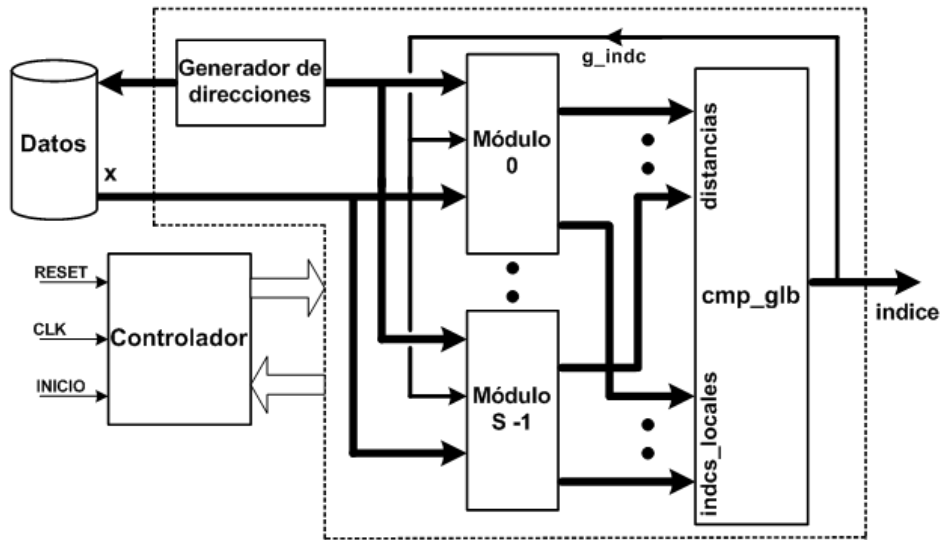 g_indc
Generador de
direcciones
Datos
x
Módulo
0
distancias
RESET
CLK
INICIO
Controlador
cmp_glb
indice
Módulo
S -1
indcs_locales